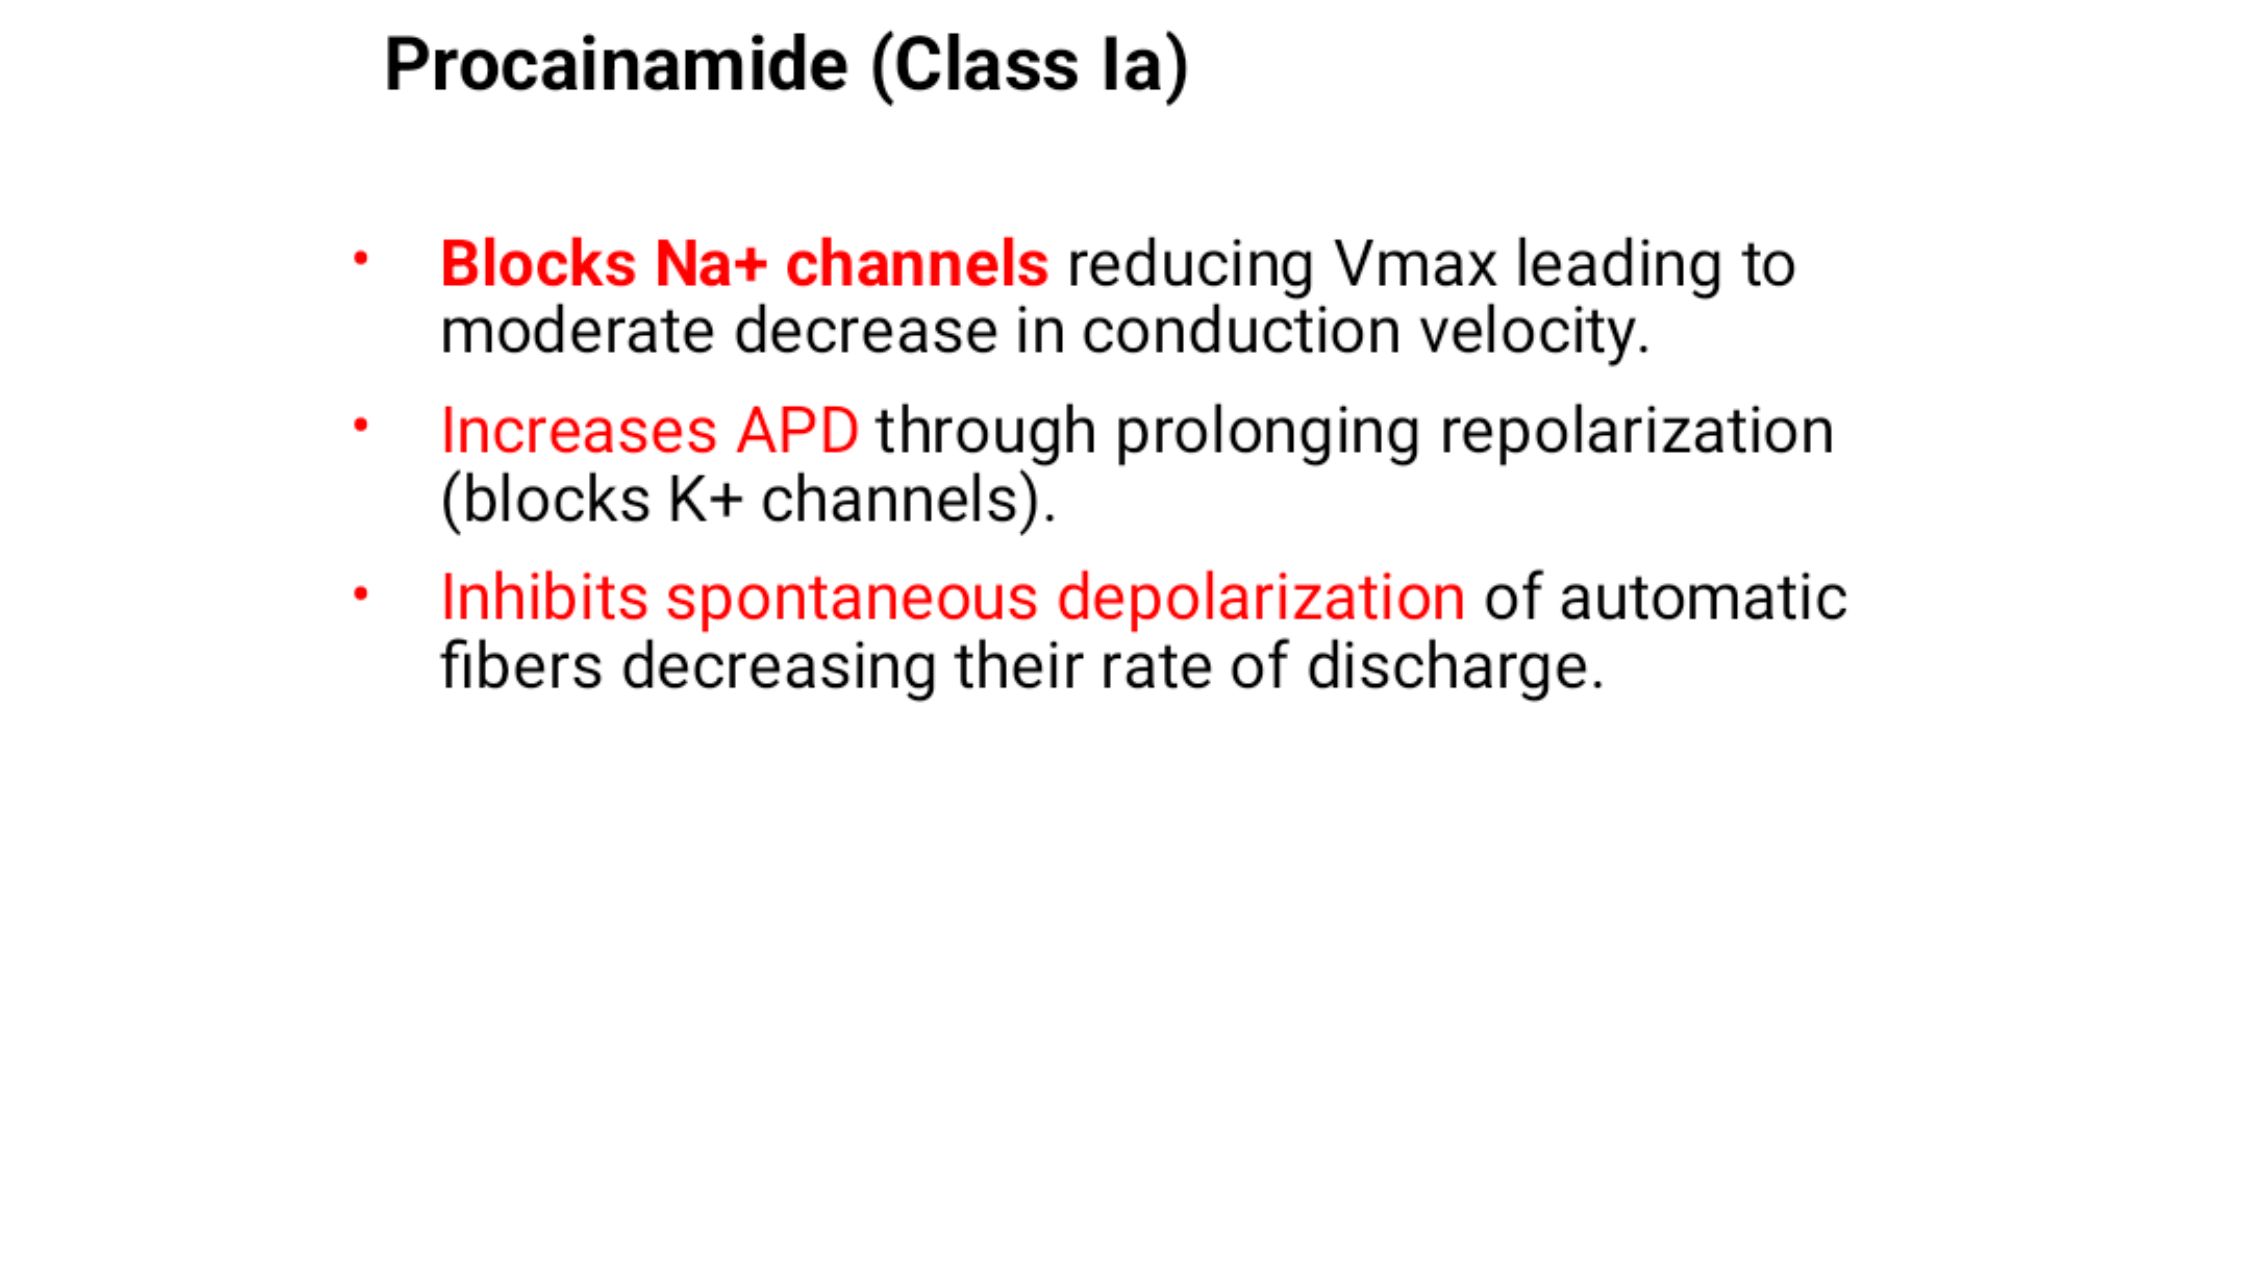 Procainamide (Class Ia)
• Blocks Na+ channels reducing Vmax leading to
moderate decrease in conduction velocity.
• Increases APD through prolonging repolarization
(blocks K+ channels).
• Inhibits spontaneous depolarization of automatic
fibers decreasing their rate of discharge.